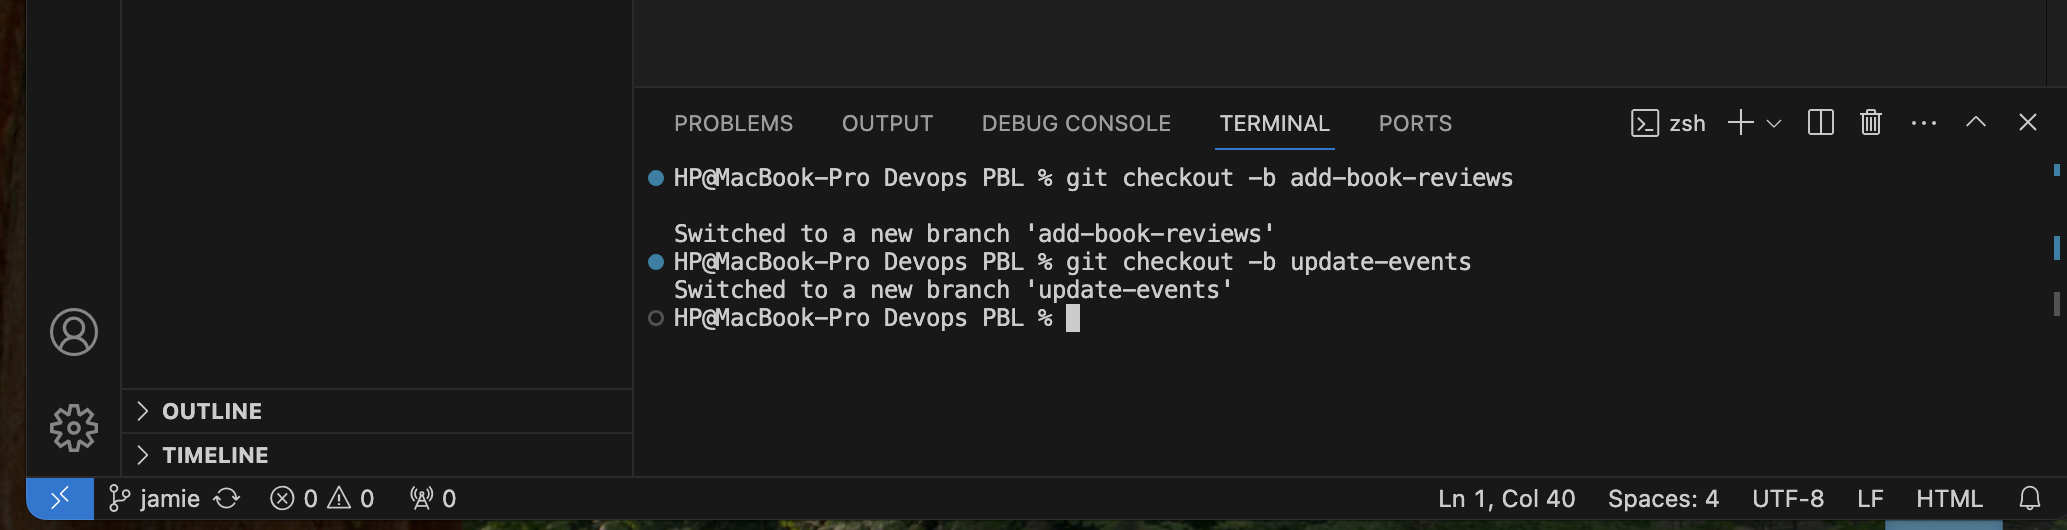 PROBLEMS OUTPUT DEBUG CONSOLE TERMINAL PORTS zsh
HP@MacBook-Pro Devops PBL % git checkout -b add-book-reviews
Switched to a new branch 'add-book-reviews'
HP@MacBook-Pro Devops PBL % git checkout -b update-events
Switched to a new branch 'update-events'
HP@MacBook-Pro Devops PBL %
OUTLINE
TIMELINE
jamie 0 0 0 Ln 1, Col 40 Spaces: 4 UTF-8 LF HTML